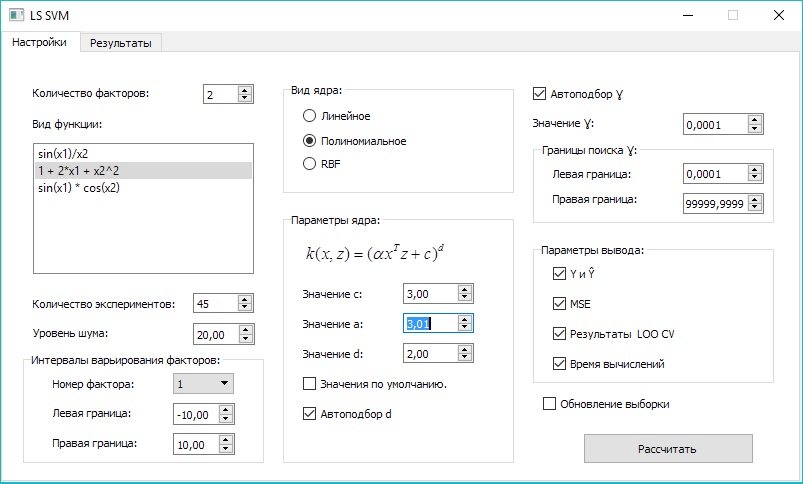 LS SVM
Настройки
Результаты
Количество факторов:
2
Вид функции:
sin(x1)/x2
1 + 2*x1 + x2^2
sin(x1) * cos(x2)
Количество экспериментов:
45
Уровень шума:
20,00
Интервалы варьирования факторов:
Номер фактора:
1
Левая граница:
-10,00
Правая граница:
10,00
Вид ядра:
Линейное
Полиномиальное
RBF
Параметры ядра:
k(x, z) = (αx^T z + c)^d
Значение c:
3,00
Значение a:
3,01
Значение d:
2,00
Значения по умолчанию.
Автоподбор d
Автоподбор Ɣ
Значение Ɣ:
0,0001
Границы поиска Ɣ:
Левая граница:
0,0001
Правая граница:
99999,9999
Параметры вывода:
Y и Ŷ
MSE
Результаты LOO CV
Время вычислений
Обновление выборки
Рассчитать